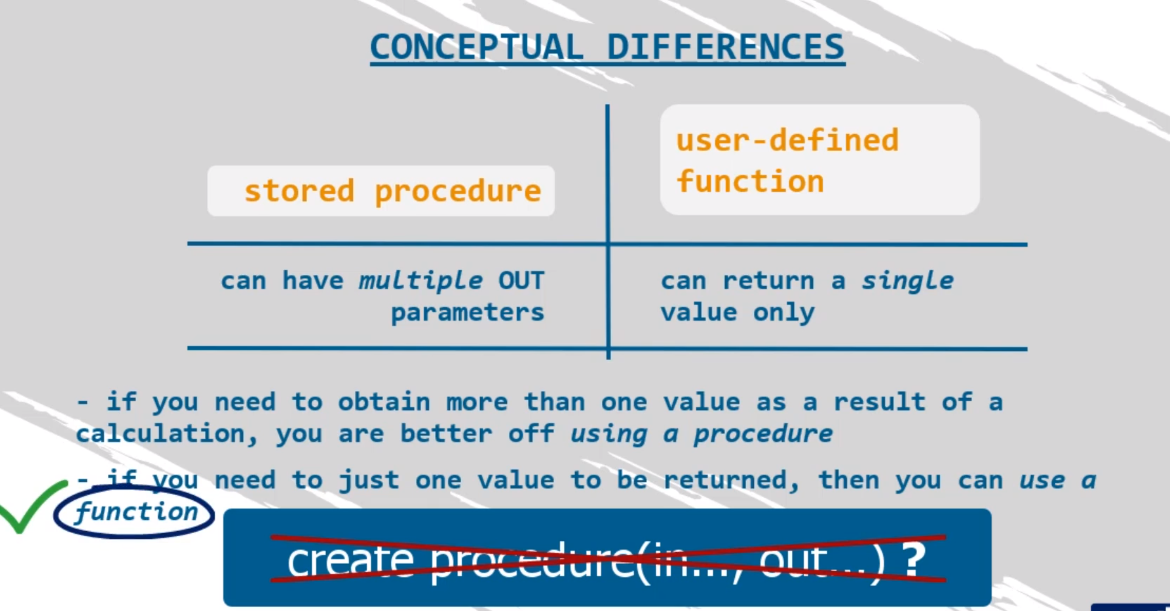 CONCEPTUAL DIFFERENCES
stored procedure
user-defined
function
can have multiple OUT
parameters
can return a single
value only
- if you need to obtain more than one value as a result of a
calculation, you are better off using a procedure
- if you need to just one value to be returned, then you can use a
function
create procedure(in..., out...) ?